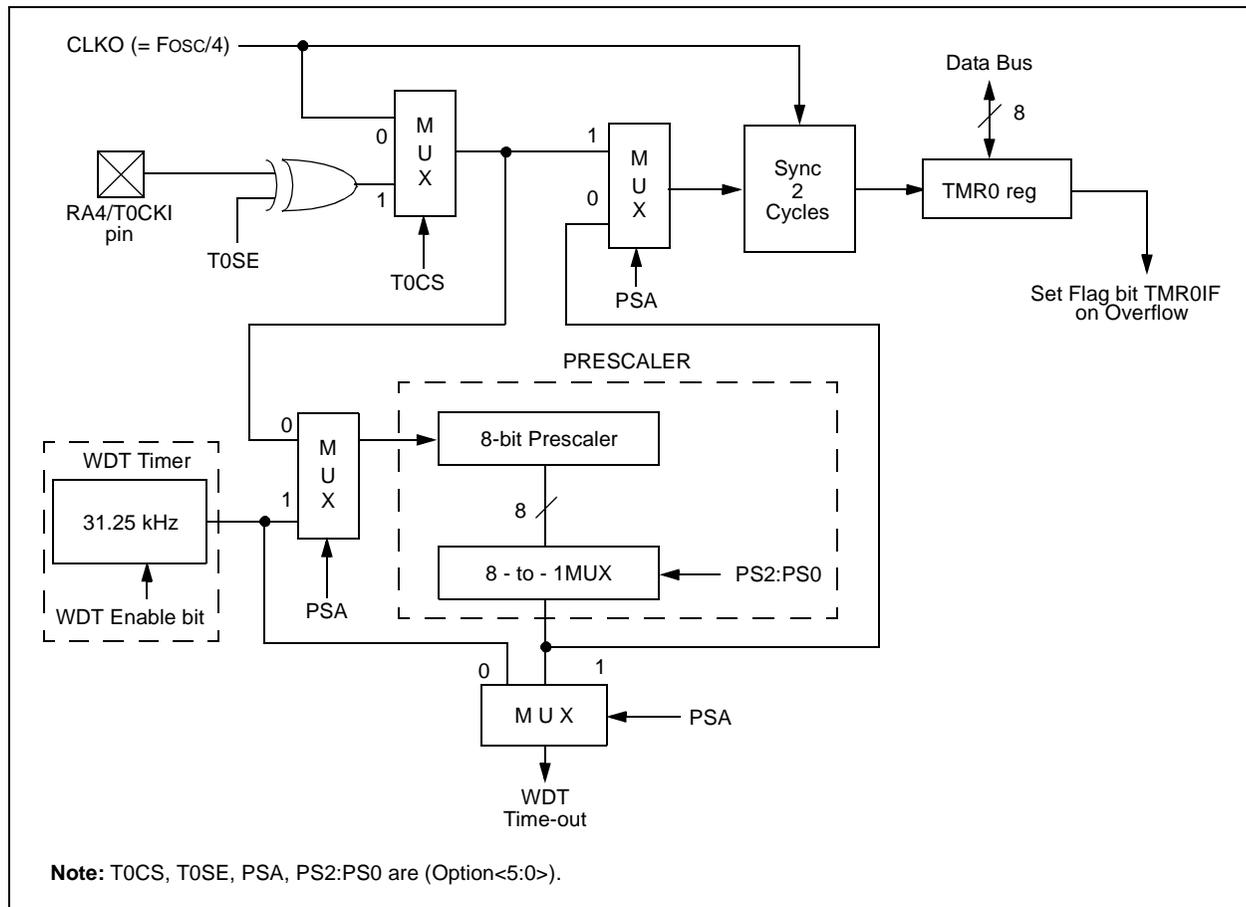 CLKO (= FOSC/4)
Data Bus
8
0
M
U
X
1
T0CS
RA4/T0CKI
pin
T0SE
1
M
U
X
0
PSA
Sync
2
Cycles
TMR0 reg
Set Flag bit TMR0IF
on Overflow
PRESCALER
0
M
U
X
1
PSA
8-bit Prescaler
8
8 - to - 1MUX
PS2:PS0
WDT Timer
31.25 kHz
WDT Enable bit
0
1
M U X
PSA
WDT
Time-out
Note: T0CS, T0SE, PSA, PS2:PS0 are (Option<5:0>).